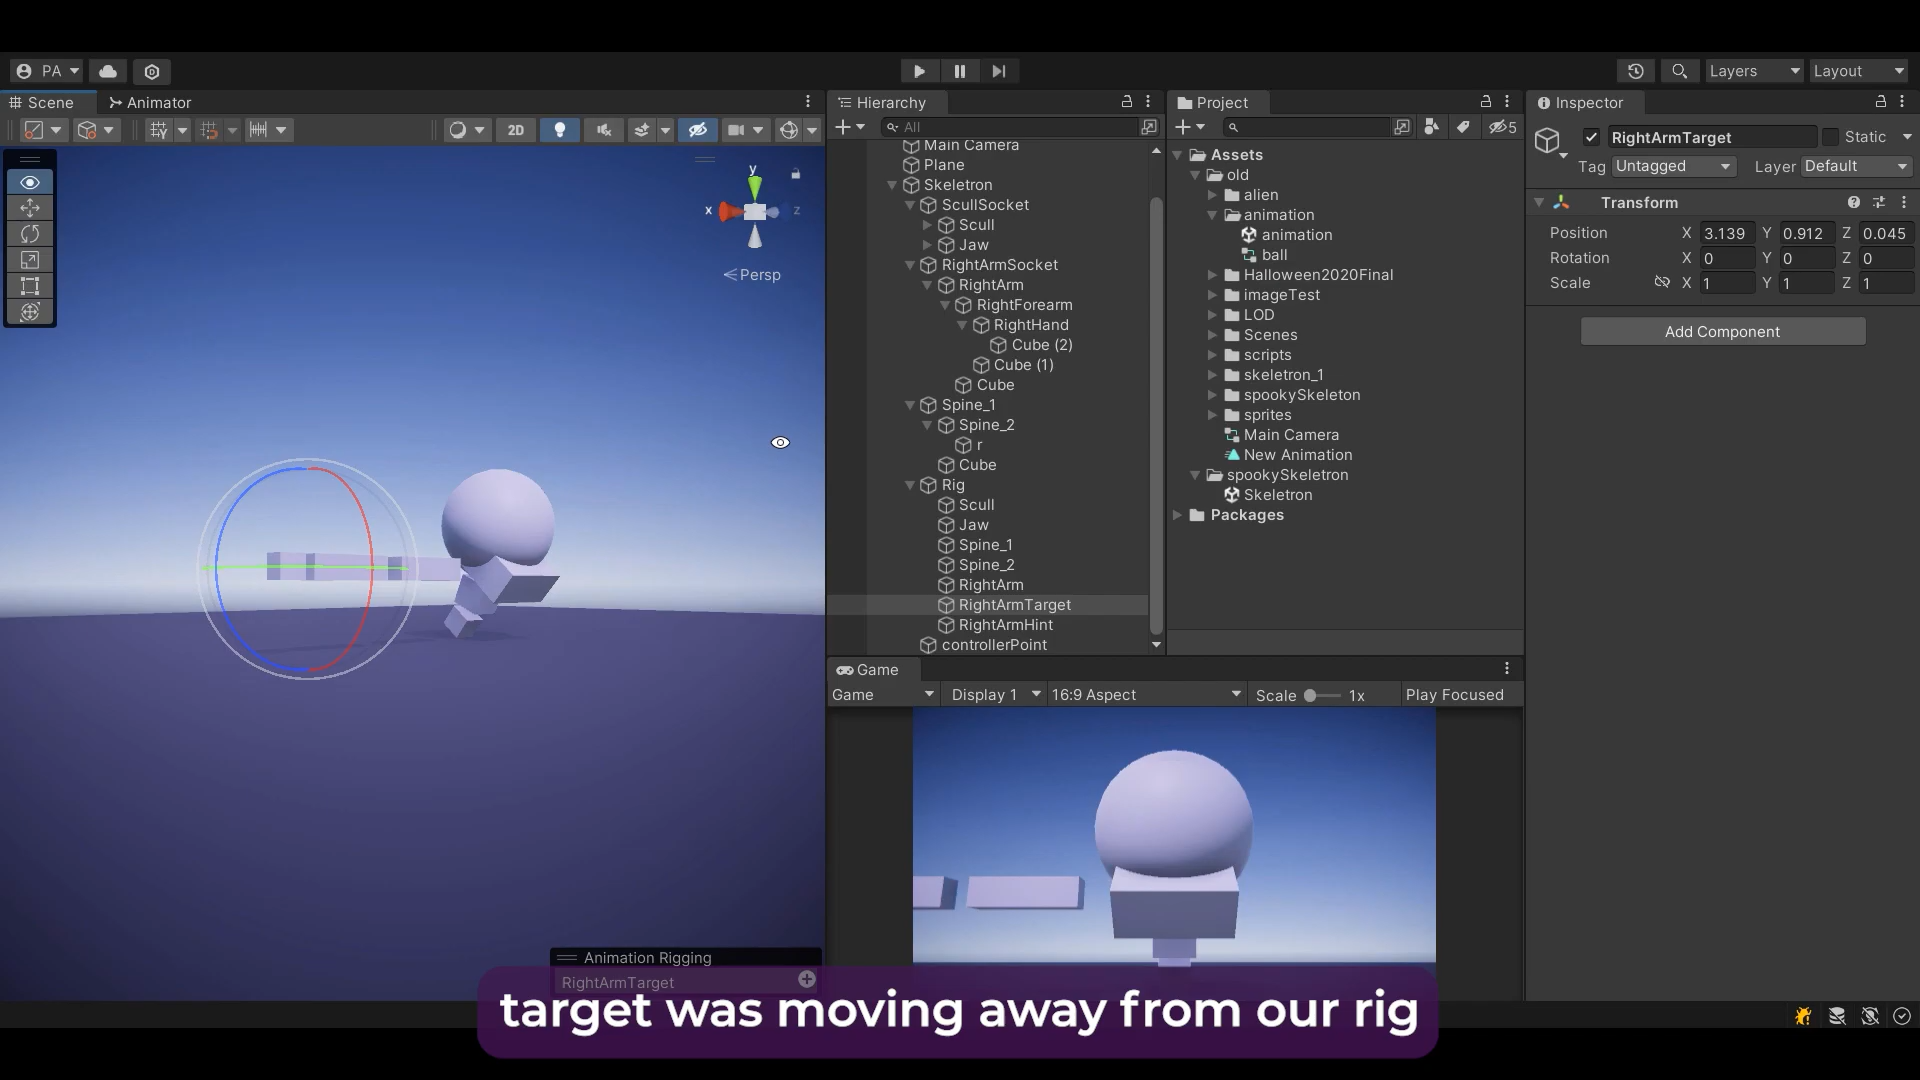 PA
Layers
Layout
Scene
Animator
Hierarchy
Project
Inspector
2D
All
5
RightArmTarget
Static
Tag Untagged Layer Default
Transform
Position X 3.139 Y 0.912 Z 0.045
Rotation X 0 Y 0 Z 0
Scale X 1 Y 1 Z 1
Add Component
y
x
z
Persp
Main Camera
Plane
Skeletron
ScullSocket
Scull
Jaw
RightArmSocket
RightArm
RightForearm
RightHand
Cube (2)
Cube (1)
Cube
Spine_1
Spine_2
r
Cube
Rig
Scull
Jaw
Spine_1
Spine_2
RightArm
RightArmTarget
RightArmHint
controllerPoint
Assets
old
alien
animation
animation
ball
Halloween2020Final
imageTest
LOD
Scenes
scripts
skeletron_1
spookySkeleton
sprites
Main Camera
New Animation
spookySkeletron
Skeletron
Packages
Game
Game Display 1 16:9 Aspect Scale 1x Play Focused
Animation Rigging
RightArmTarget
target was moving away from our rig